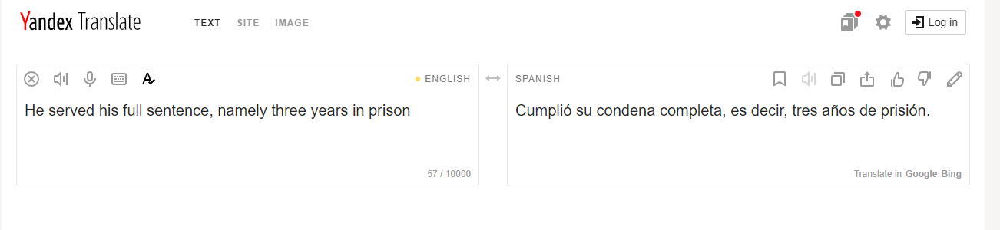 Yandex Translate TEXT SITE IMAGE Log in
ENGLISH
He served his full sentence, namely three years in prison
57 / 10000
SPANISH
Cumplió su condena completa, es decir, tres años de prisión.
Translate in Google Bing